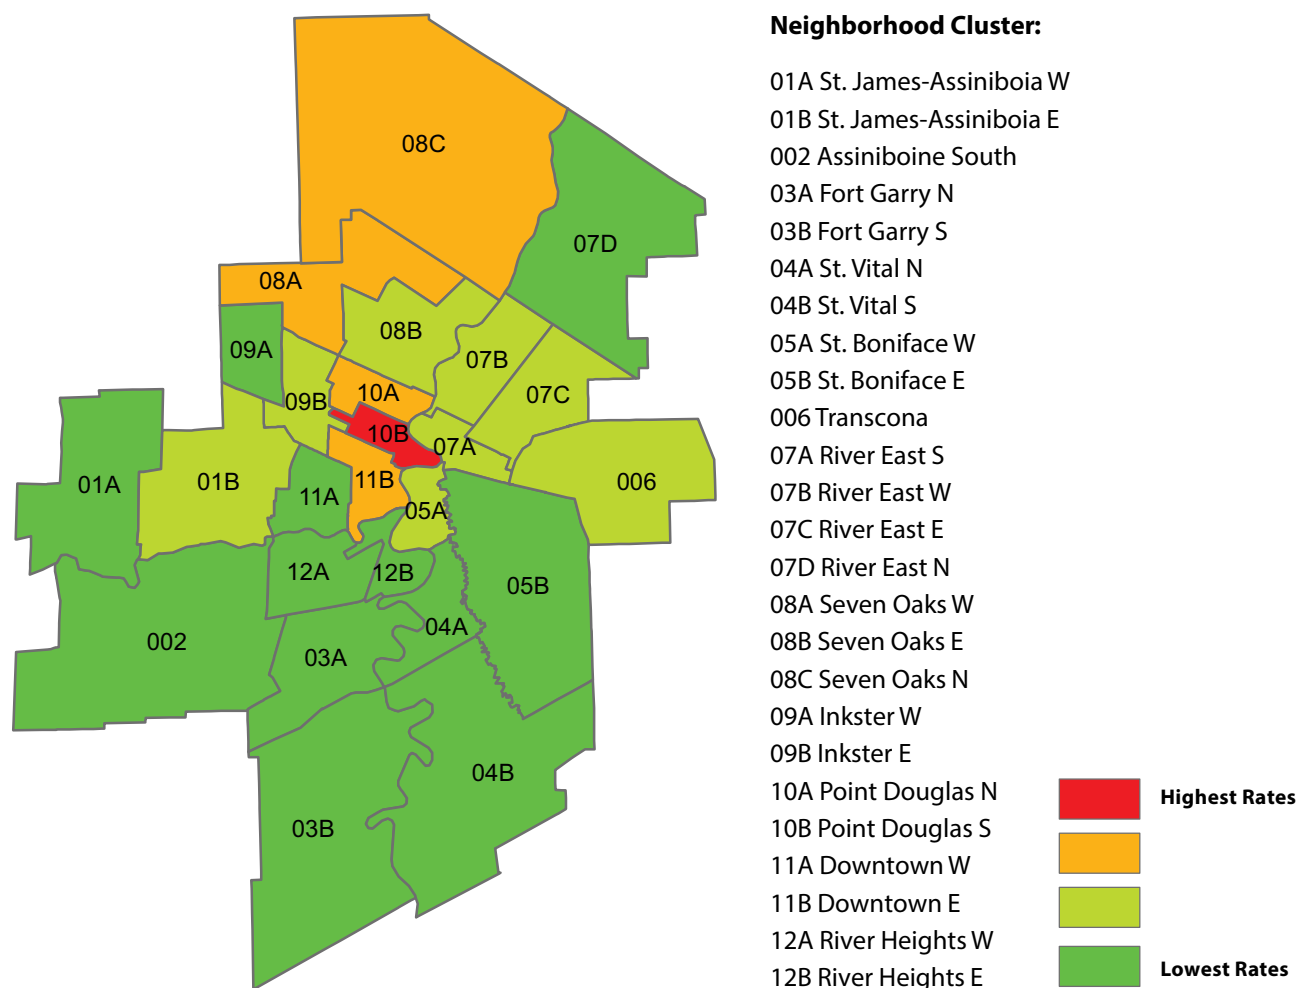 08C
07D
08A
08B
09A
07B
07C
10A
09B
10B
07A
01A
01B
11A
11B
05A
006
12A
12B
05B
002
03A
04A
04B
03B
Neighborhood Cluster:
01A St. James-Assiniboia W
01B St. James-Assiniboia E
002 Assiniboine South
03A Fort Garry N
03B Fort Garry S
04A St. Vital N
04B St. Vital S
05A St. Boniface W
05B St. Boniface E
006 Transcona
07A River East S
07B River East W
07C River East E
07D River East N
08A Seven Oaks W
08B Seven Oaks E
08C Seven Oaks N
09A Inkster W
09B Inkster E
10A Point Douglas N
10B Point Douglas S
11A Downtown W
11B Downtown E
12A River Heights W
12B River Heights E
Highest Rates
Lowest Rates